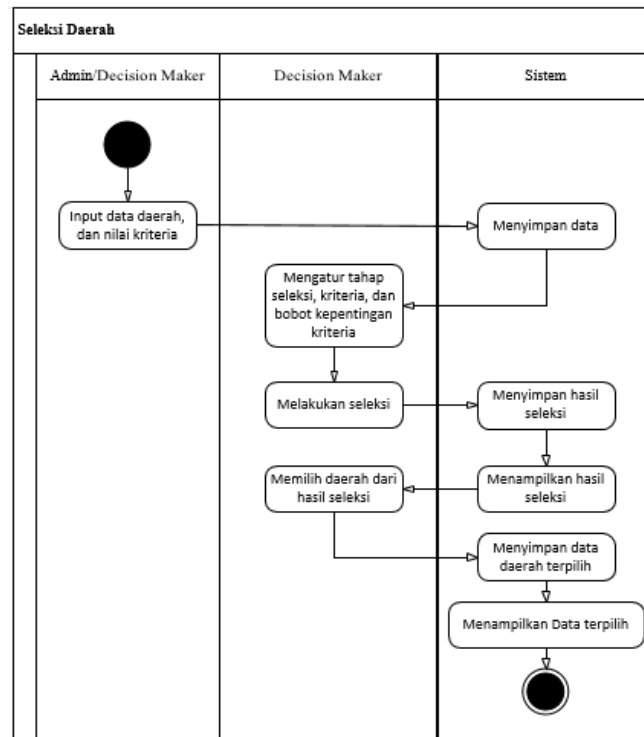 Seleksi Daerah
Admin/Decision Maker
Decision Maker
Sistem
Input data daerah,
dan nilai kriteria
Menyimpan data
Mengatur tahap
seleksi, kriteria, dan
bobot kepentingan
kriteria
Melakukan seleksi
Menyimpan hasil
seleksi
Memilih daerah dari
hasil seleksi
Menampilkan hasil
seleksi
Menyimpan data
daerah terpilih
Menampilkan Data terpilih